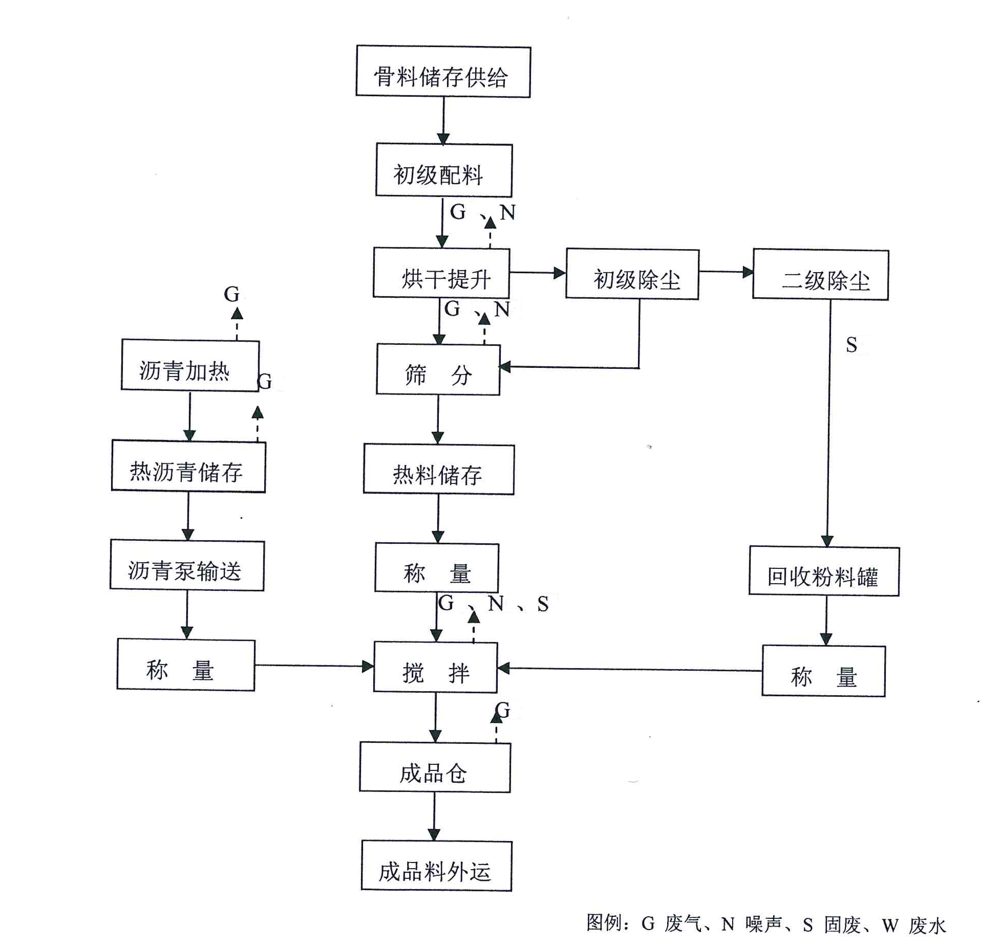 骨料储存供给
初级配料
G 、N
烘干提升
初级除尘
二级除尘
G
G 、N
S
沥青加热
筛 分
G
热沥青储存
热料储存
沥青泵输送
称 量
回收粉料罐
G 、N 、S
称 量
搅 拌
称 量
G
成品仓
成品料外运
图例：G 废气、N 噪声、S 固废、W 废水